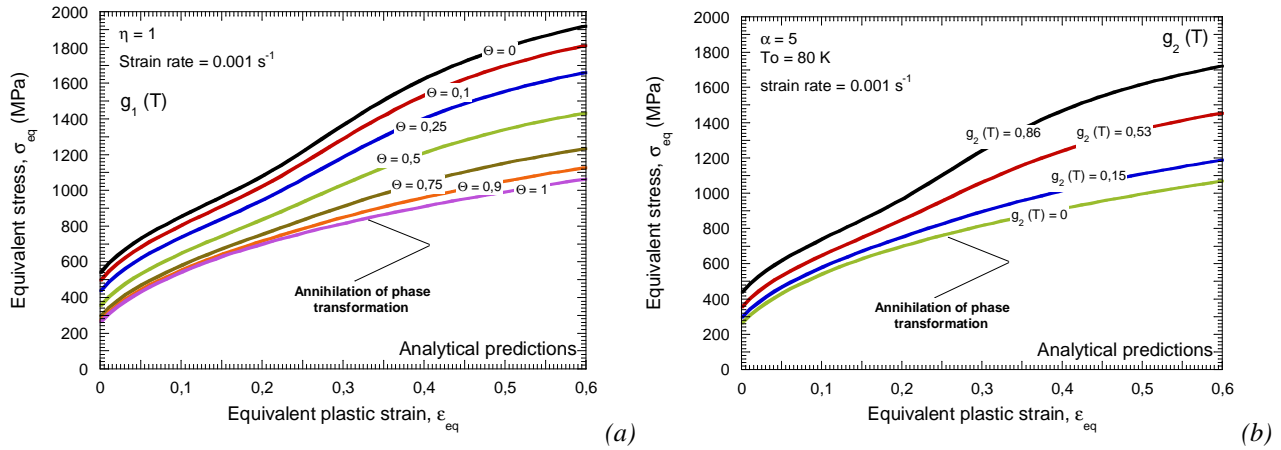 2000
1800
1600
1400
1200
1000
800
600
400
200
0
Equivalent stress, σeq (MPa)
η = 1
Strain rate = 0.001 s-1
g1 (T)
Θ = 0
Θ = 0,1
Θ = 0,25
Θ = 0,5
Θ = 0,75
Θ = 0,9
Θ = 1
Annihilation of phase
transformation
Analytical predictions
0 0,1 0,2 0,3 0,4 0,5 0,6
Equivalent plastic strain, εeq
(a)
2000
1800
1600
1400
1200
1000
800
600
400
200
0
Equivalent stress, σeq (MPa)
α = 5
To = 80 K
strain rate = 0.001 s-1
g2 (T)
g2 (T) = 0,86
g2 (T) = 0,53
g2 (T) = 0,15
g2 (T) = 0
Annihilation of phase
transformation
Analytical predictions
0 0,1 0,2 0,3 0,4 0,5 0,6
Equivalent plastic strain, εeq
(b)